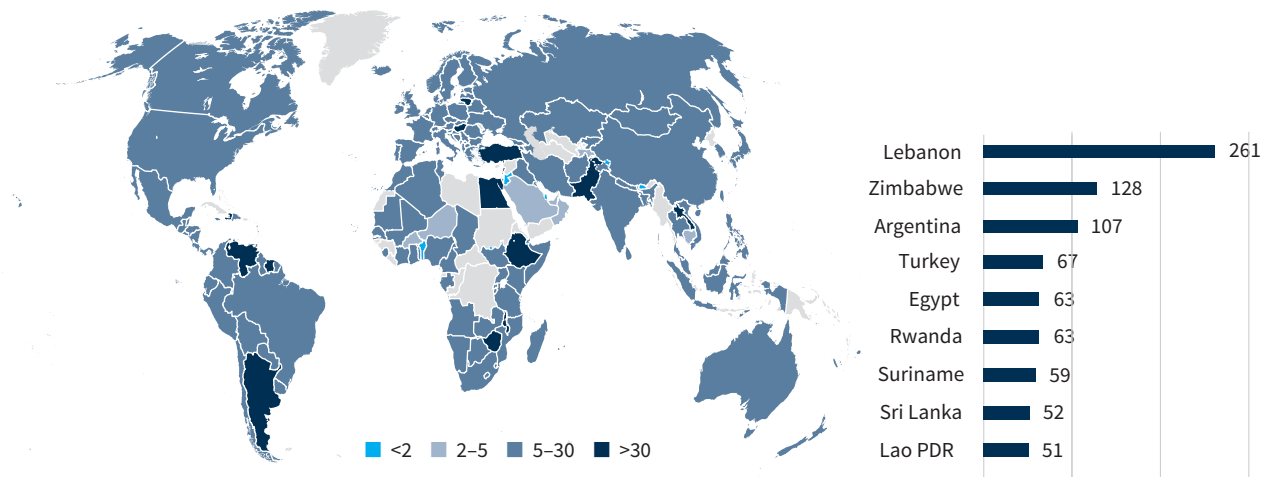 Lebanon 261
Zimbabwe 128
Argentina 107
Turkey 67
Egypt 63
Rwanda 63
Suriname 59
Sri Lanka 52
Lao PDR 51
<2 2–5 5–30 >30